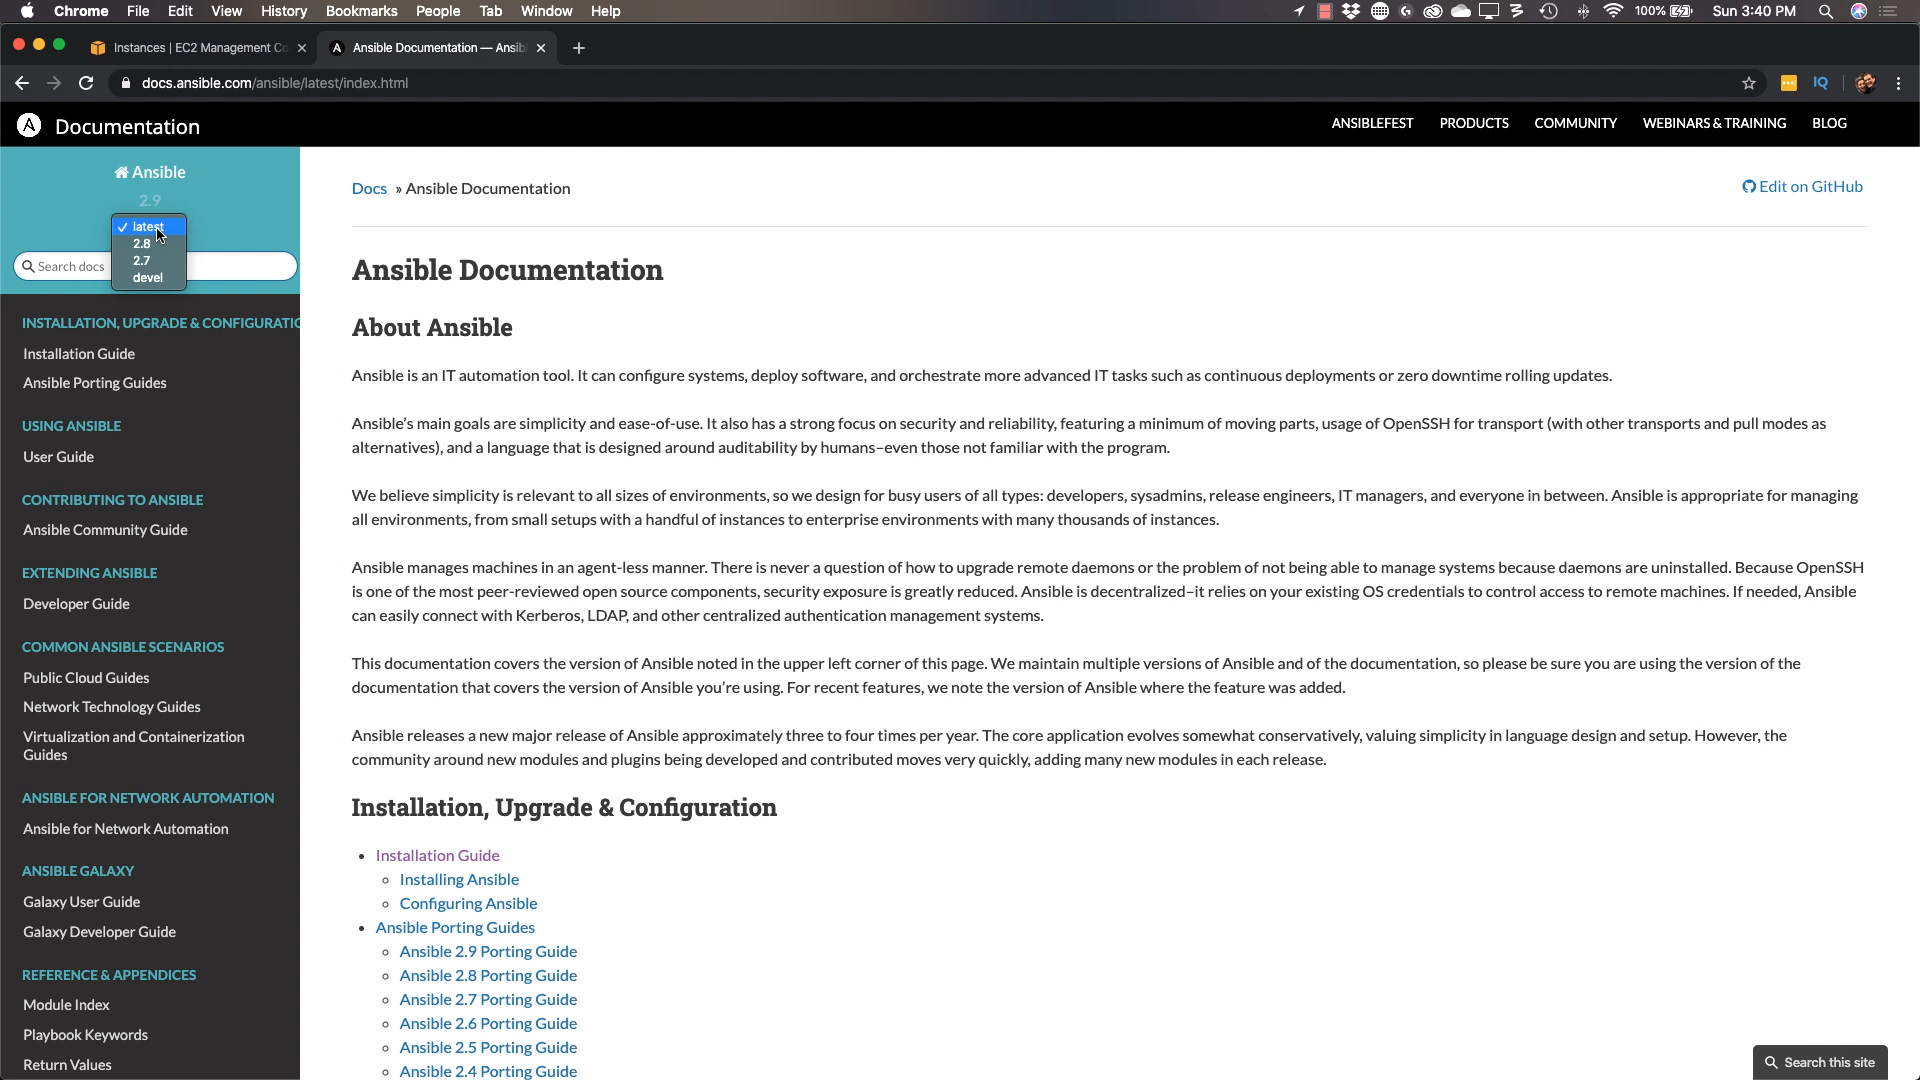 Chrome File Edit View History Bookmarks People Tab Window Help 100% Sun 3:40 PM
Instances | EC2 Management Co
Ansible Documentation — Ansib
docs.ansible.com/ansible/latest/index.html
IQ
Documentation
ANSIBLEFEST PRODUCTS COMMUNITY WEBINARS & TRAINING BLOG
Ansible
2.9
latest
2.8
2.7
devel
Search docs
INSTALLATION, UPGRADE & CONFIGURATIO
Installation Guide
Ansible Porting Guides
USING ANSIBLE
User Guide
CONTRIBUTING TO ANSIBLE
Ansible Community Guide
EXTENDING ANSIBLE
Developer Guide
COMMON ANSIBLE SCENARIOS
Public Cloud Guides
Network Technology Guides
Virtualization and Containerization
Guides
ANSIBLE FOR NETWORK AUTOMATION
Ansible for Network Automation
ANSIBLE GALAXY
Galaxy User Guide
Galaxy Developer Guide
REFERENCE & APPENDICES
Module Index
Playbook Keywords
Return Values
Docs » Ansible Documentation
Edit on GitHub
Ansible Documentation
About Ansible
Ansible is an IT automation tool. It can configure systems, deploy software, and orchestrate more advanced IT tasks such as continuous deployments or zero downtime rolling updates.
Ansible’s main goals are simplicity and ease-of-use. It also has a strong focus on security and reliability, featuring a minimum of moving parts, usage of OpenSSH for transport (with other transports and pull modes as
alternatives), and a language that is designed around auditability by humans–even those not familiar with the program.
We believe simplicity is relevant to all sizes of environments, so we design for busy users of all types: developers, sysadmins, release engineers, IT managers, and everyone in between. Ansible is appropriate for managing
all environments, from small setups with a handful of instances to enterprise environments with many thousands of instances.
Ansible manages machines in an agent-less manner. There is never a question of how to upgrade remote daemons or the problem of not being able to manage systems because daemons are uninstalled. Because OpenSSH
is one of the most peer-reviewed open source components, security exposure is greatly reduced. Ansible is decentralized–it relies on your existing OS credentials to control access to remote machines. If needed, Ansible
can easily connect with Kerberos, LDAP, and other centralized authentication management systems.
This documentation covers the version of Ansible noted in the upper left corner of this page. We maintain multiple versions of Ansible and of the documentation, so please be sure you are using the version of the
documentation that covers the version of Ansible you’re using. For recent features, we note the version of Ansible where the feature was added.
Ansible releases a new major release of Ansible approximately three to four times per year. The core application evolves somewhat conservatively, valuing simplicity in language design and setup. However, the
community around new modules and plugins being developed and contributed moves very quickly, adding many new modules in each release.
Installation, Upgrade & Configuration
Installation Guide
Installing Ansible
Configuring Ansible
Ansible Porting Guides
Ansible 2.9 Porting Guide
Ansible 2.8 Porting Guide
Ansible 2.7 Porting Guide
Ansible 2.6 Porting Guide
Ansible 2.5 Porting Guide
Ansible 2.4 Porting Guide
Search this site